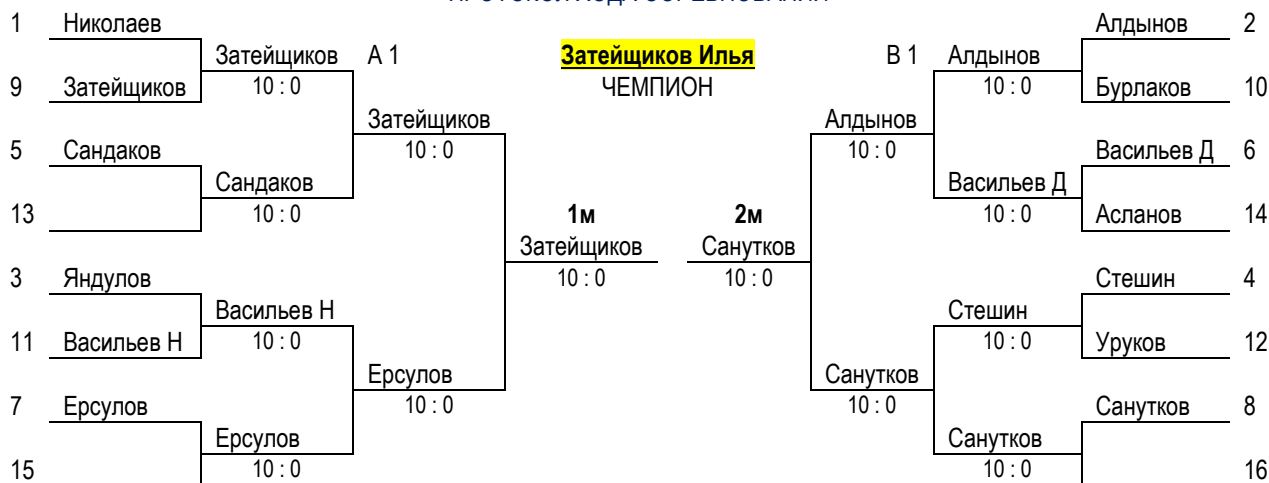 1 Николаев
Алдынов 2
Затейщиков A 1
Затейщиков Илья
B 1 Алдынов
9 Затейщиков
10 : 0
ЧЕМПИОН
10 : 0
Бурлаков 10
Затейщиков
10 : 0
Алдынов
10 : 0
5 Сандаков
Васильев Д 6
Сандаков
10 : 0
Васильев Д
10 : 0
13
1м
2м
Асланов 14
Затейщиков
10 : 0
Санутков
10 : 0
3 Яндулов
Стешин 4
Васильев Н
10 : 0
Стешин
10 : 0
11 Васильев Н
Уруков 12
Ерсулов
10 : 0
Санутков
10 : 0
7 Ерсулов
Санутков 8
Ерсулов
10 : 0
Санутков
10 : 0
15
16